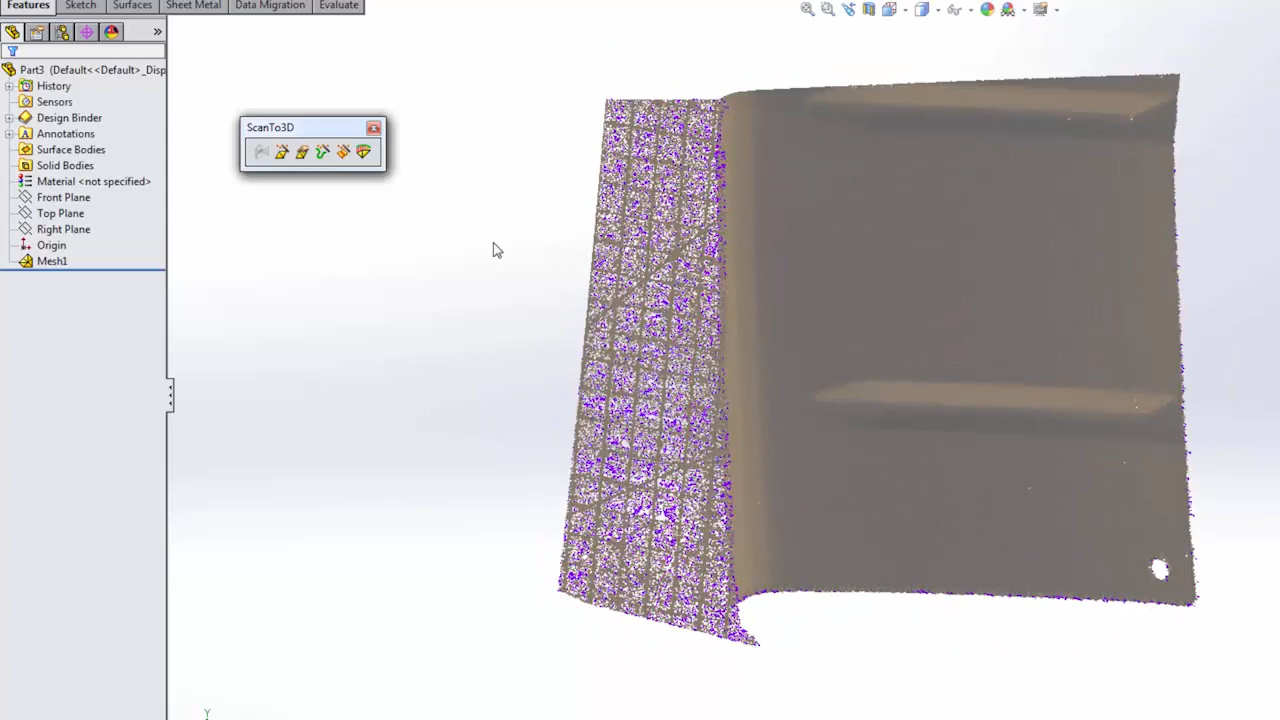 Features Sketch Surfaces Sheet Metal Data Migration Evaluate
»
Part3 (Default<<Default>_Disp
History
Sensors
Design Binder
Annotations
Surface Bodies
Solid Bodies
Material <not specified>
Front Plane
Top Plane
Right Plane
Origin
Mesh1
ScanTo3D
Y